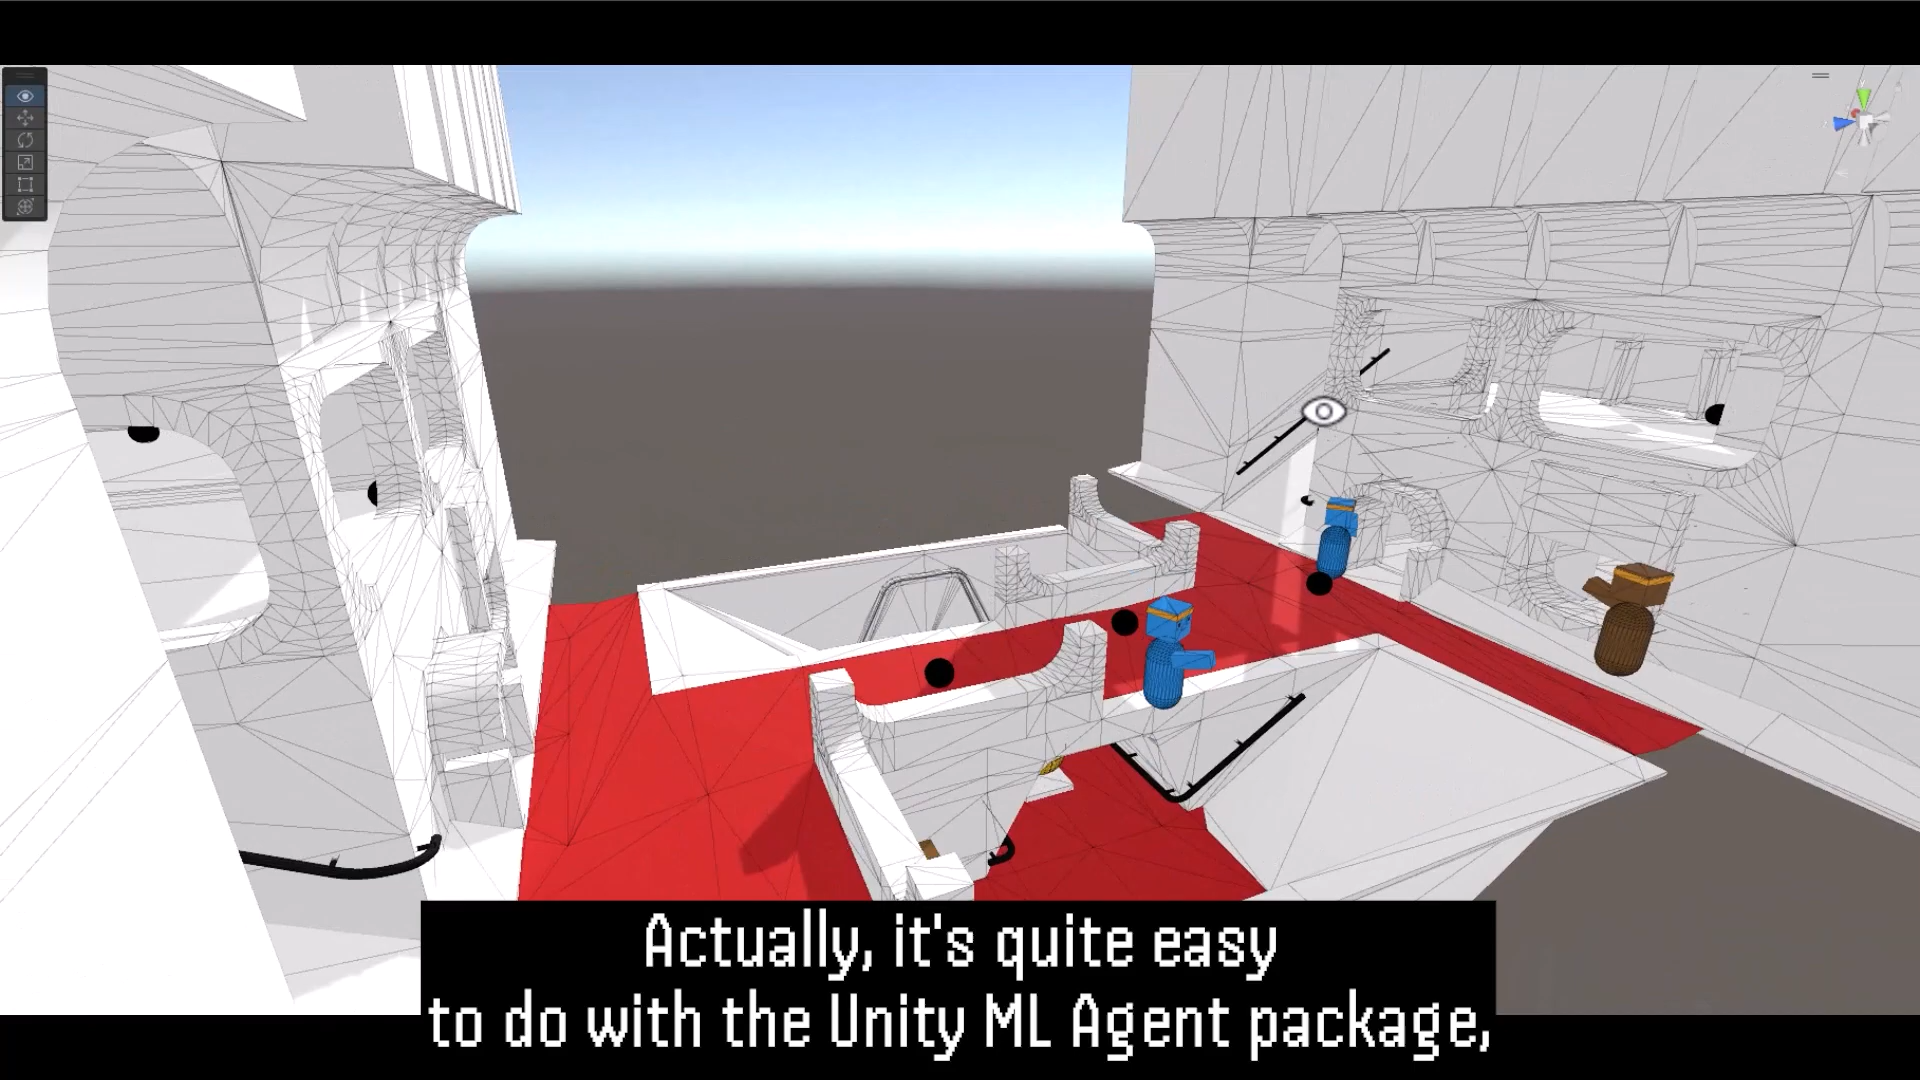 Actually, it's quite easy
to do with the Unity ML Agent package,